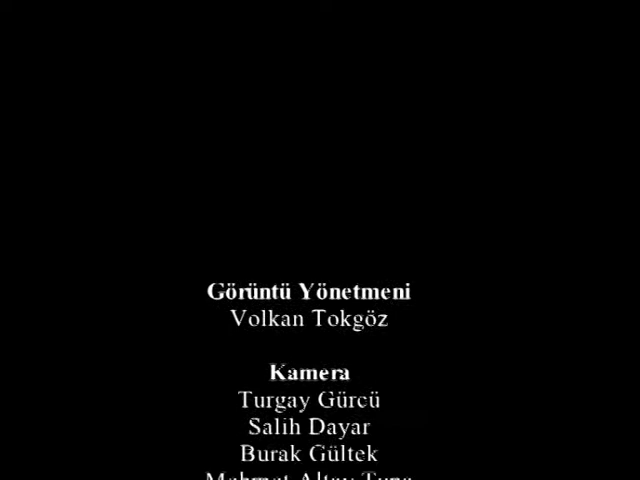 Görüntü Yönetmeni
Volkan Tokgöz
Kamera
Turgay Gürcü
Salih Dayar
Burak Gültek